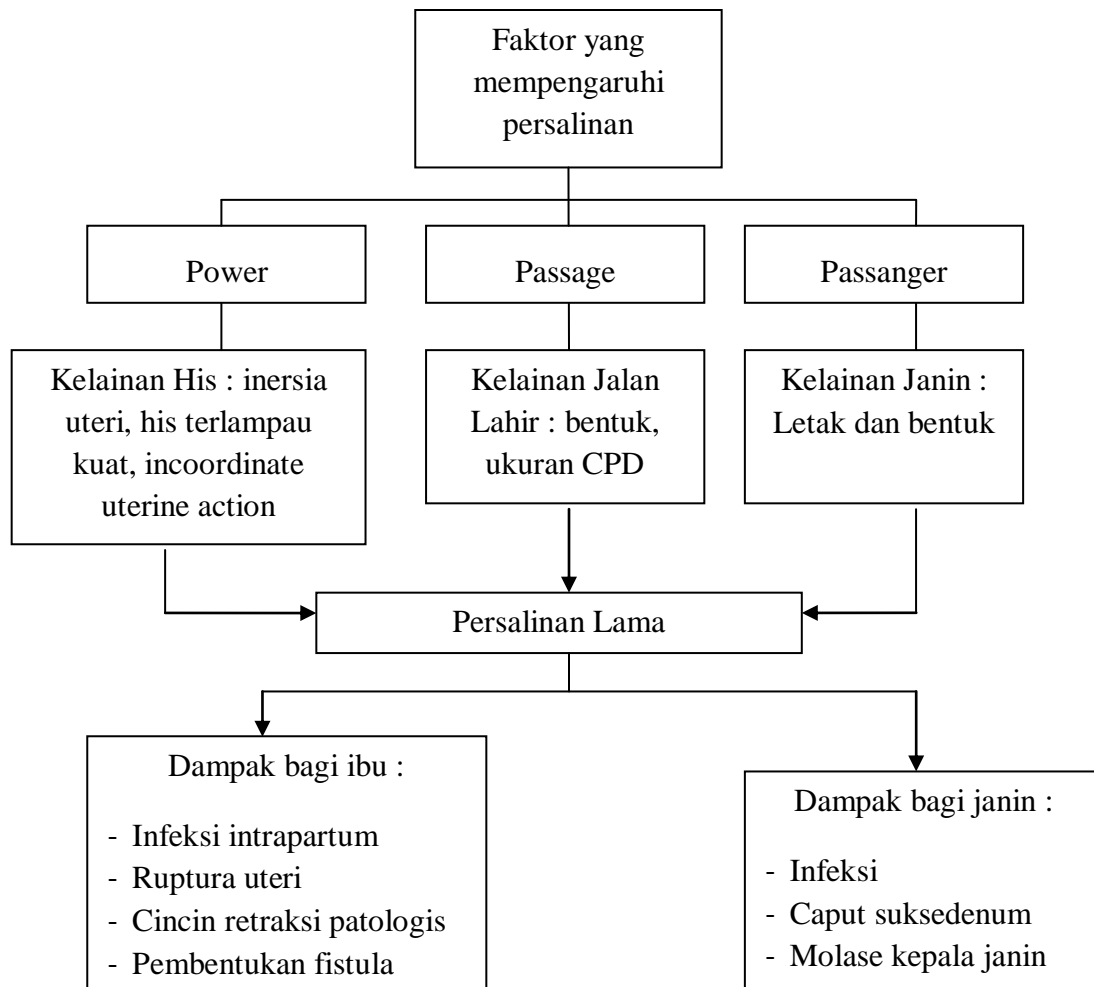 Faktor yang
mempengaruhi
persalinan
Power
Passage
Passanger
Kelainan His : inersia
uteri, his terlampau
kuat, incoordinate
uterine action
Kelainan Jalan
Lahir : bentuk,
ukuran CPD
Kelainan Janin :
Letak dan bentuk
Persalinan Lama
Dampak bagi ibu :
- Infeksi intrapartum
- Ruptura uteri
- Cincin retraksi patologis
- Pembentukan fistula
Dampak bagi janin :
- Infeksi
- Caput suksedenum
- Molase kepala janin